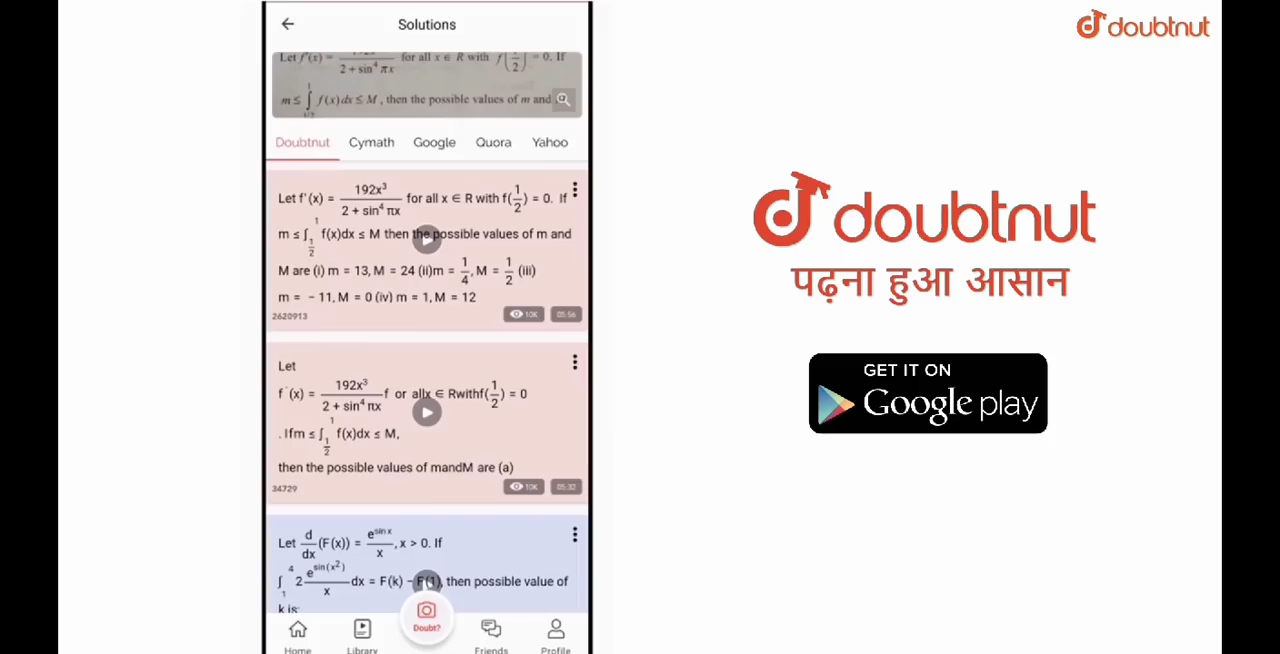 Solutions
doubtnut
Let f'(x) = 192x³ / 2 + sin⁴ πx for all x ∈ R with f(1/2) = 0. If
m ≤ ∫ 1/2 1 f(x) dx ≤ M , then the possible values of m and
Doubtnut Cymath Google Quora Yahoo
Let f'(x) = 192x³ / 2 + sin⁴ πx for all x ∈ R with f(1/2) = 0. If
m ≤ ∫ 1/2 1 f(x)dx ≤ M then the possible values of m and
M are (i) m = 13, M = 24 (ii)m = 1/4, M = 1/2 (iii)
m = - 11, M = 0 (iv) m = 1, M = 12
2620913 10K 05:56
Let
f ' (x) = 192x³ / 2 + sin⁴ πx f or allx ∈ Rwithf(1/2) = 0
. Ifm ≤ ∫ 1/2 1 f(x)dx ≤ M,
then the possible values of mandM are (a)
34729 10K 05:32
Let d/dx (F(x)) = e^sin x / x, x > 0. If
∫ 1 4 2 e^sin(x²) / x dx = F(k) - F(1), then possible value of
k is:
Doubt?
Home Library Friends Profile
doubtnut
पढ़ना हुआ आसान
GET IT ON
Google play